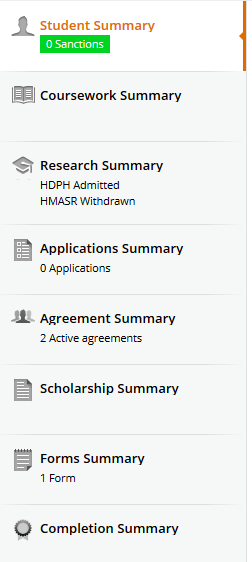 Student Summary
0 Sanctions
Coursework Summary
Research Summary
HDPH Admitted
HMASR Withdrawn
Applications Summary
0 Applications
Agreement Summary
2 Active agreements
Scholarship Summary
Forms Summary
1 Form
Completion Summary